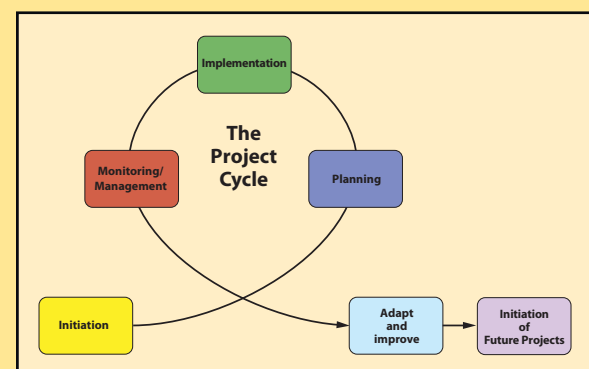 Implementation
The
Project
Cycle
Monitoring/
Management
Planning
Initiation
Adapt
and
improve
Initiation
of
Future Projects